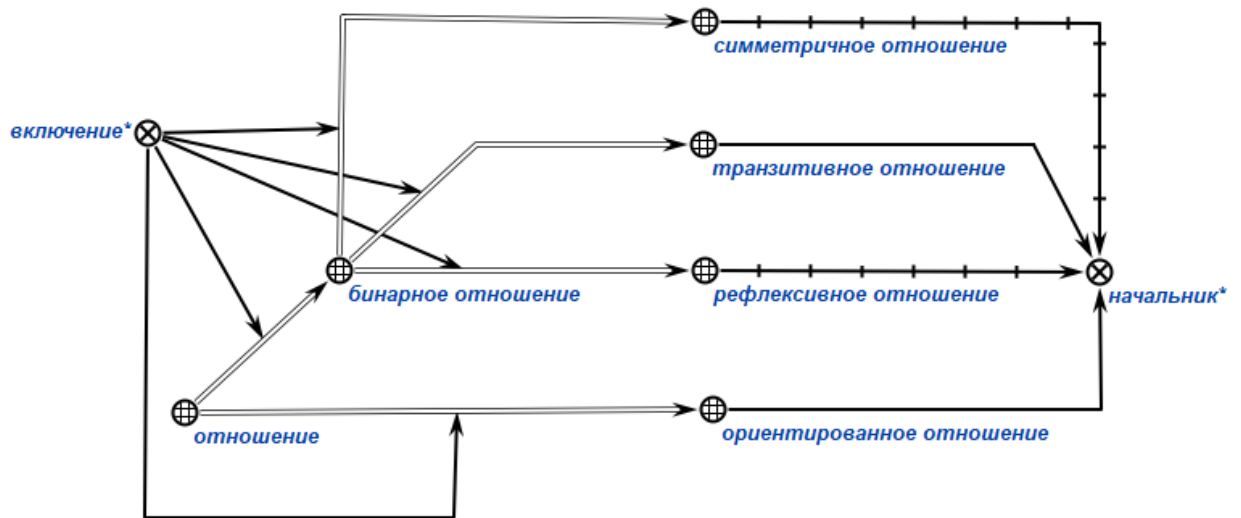 симметричное отношение
включение*
транзитивное отношение
бинарное отношение
рефлексивное отношение
начальник*
отношение
ориентированное отношение